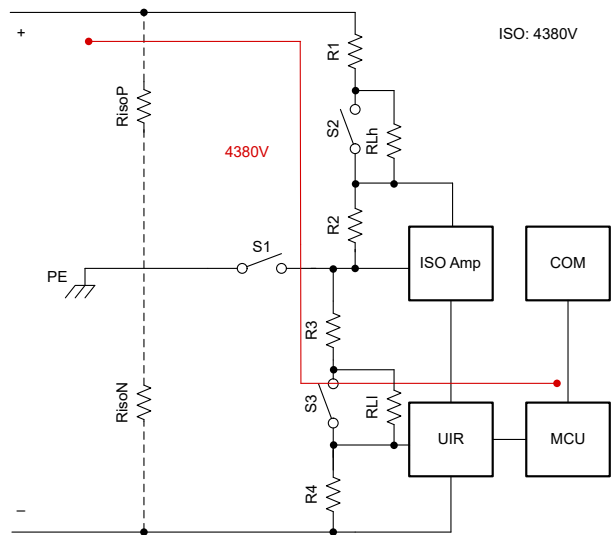 +
ISO: 4380V
R1
RisoP
S2
RLh
4380V
R2
S1
PE
ISO Amp
COM
R3
RisoN
S3
RLI
UIR
MCU
R4
–